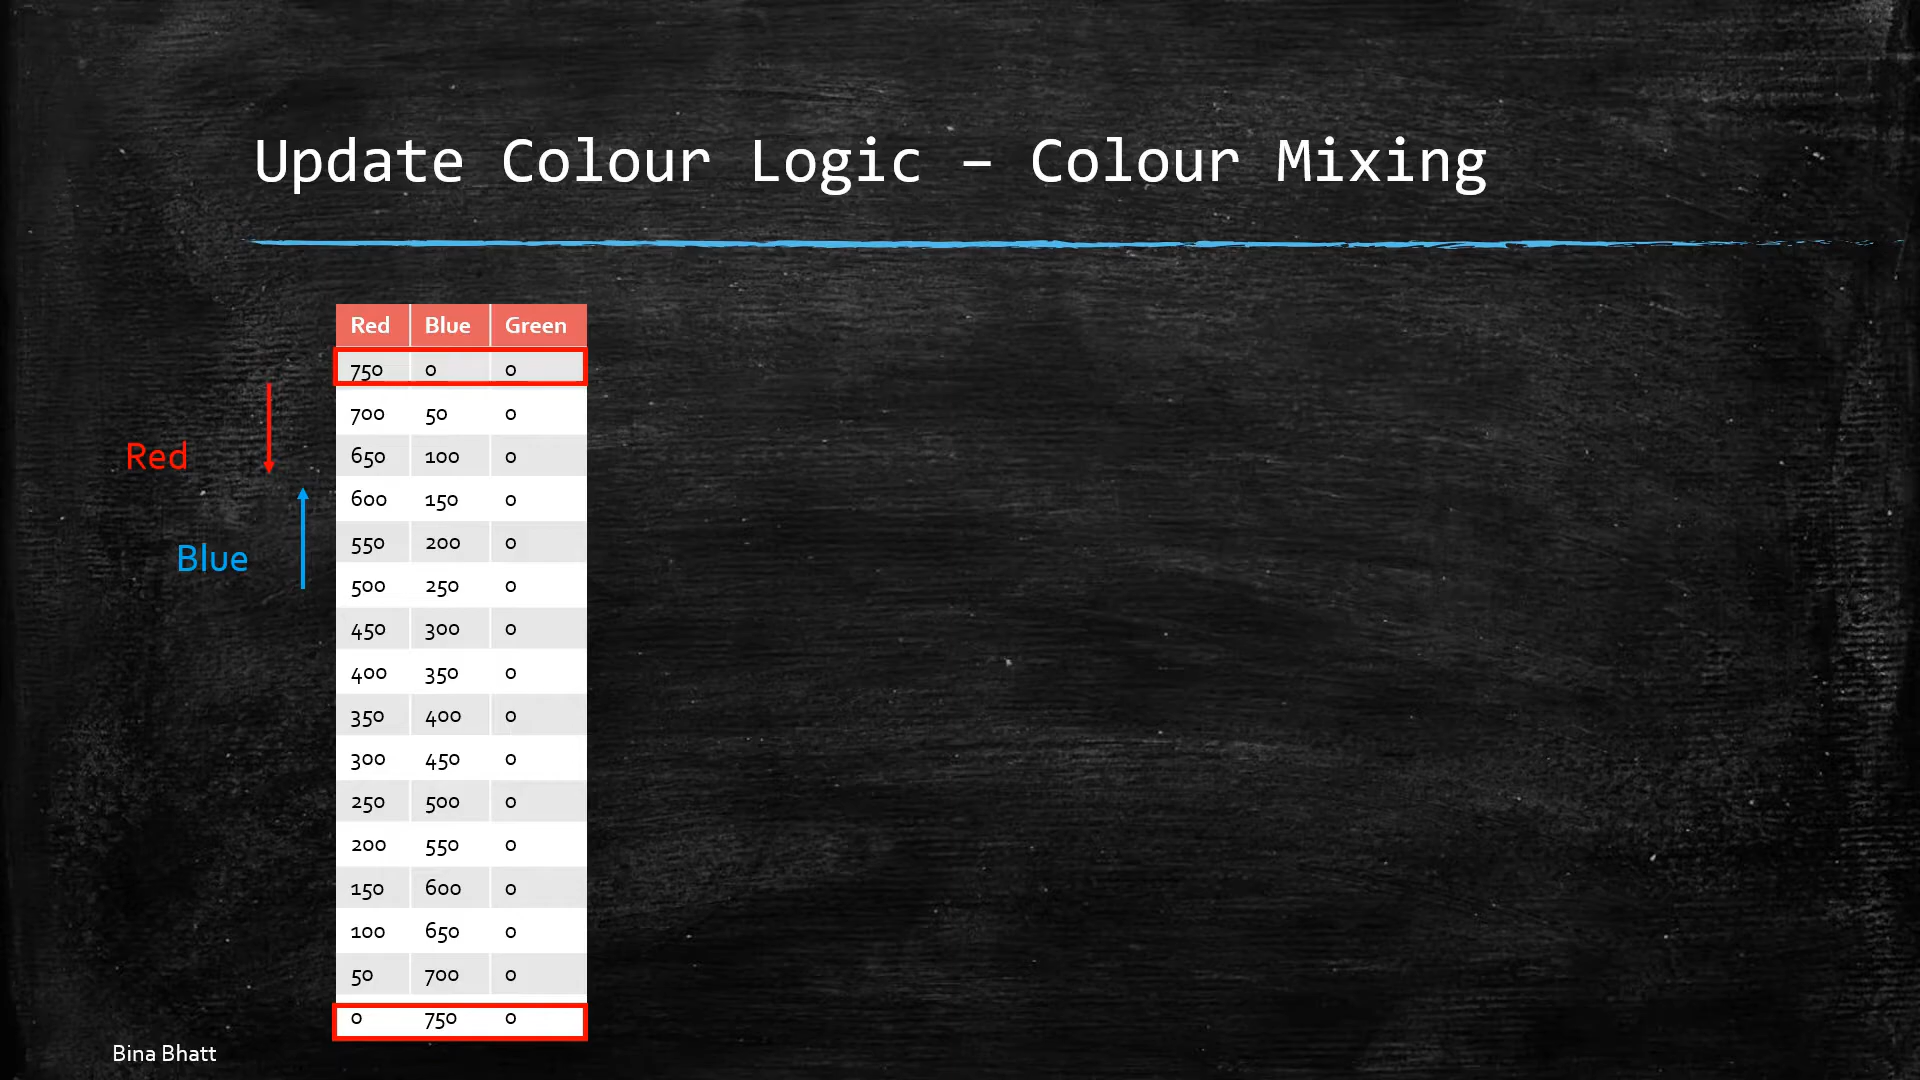 Update Colour Logic – Colour Mixing
Red Blue Green
750 0 0
700 50 0
650 100 0
600 150 0
550 200 0
500 250 0
450 300 0
400 350 0
350 400 0
300 450 0
250 500 0
200 550 0
150 600 0
100 650 0
50 700 0
0 750 0
Red
Blue
Bina Bhatt